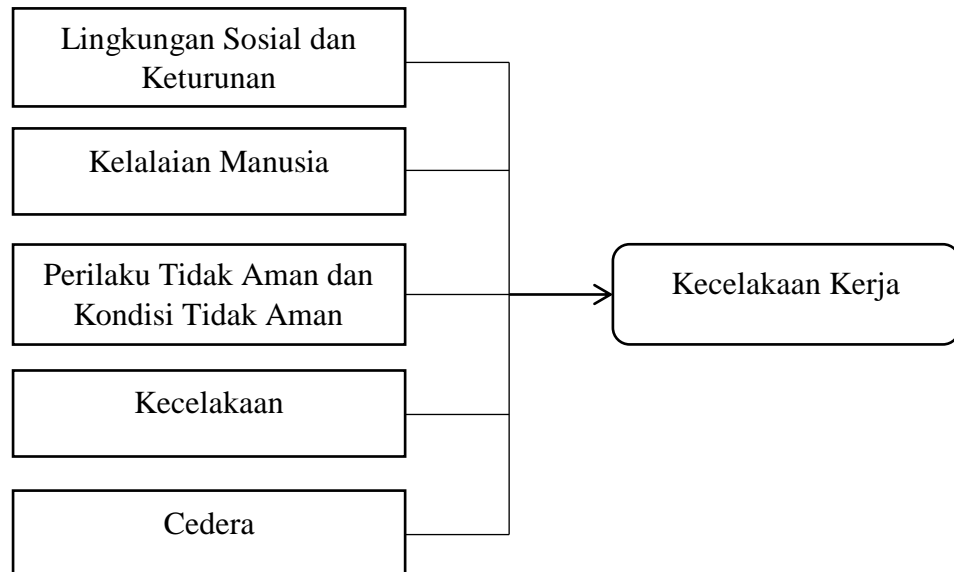 Lingkungan Sosial dan
Keturunan
Kelalaian Manusia
Perilaku Tidak Aman dan
Kondisi Tidak Aman
Kecelakaan
Cedera
Kecelakaan Kerja